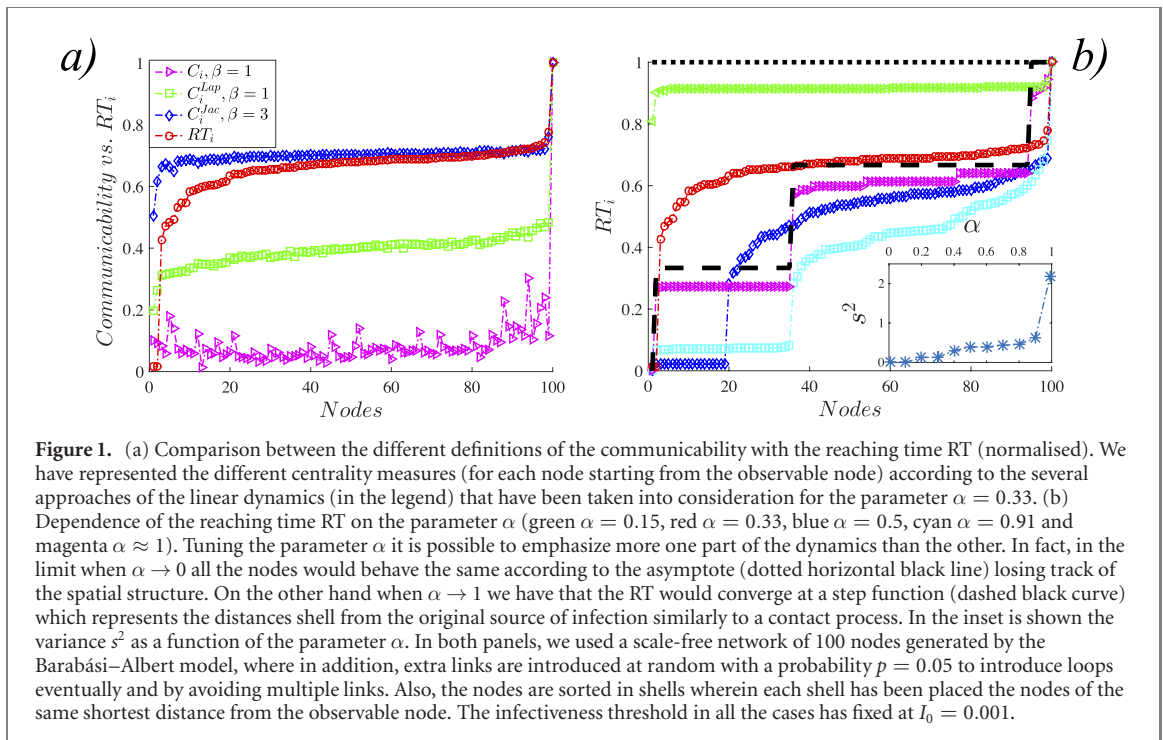 a)
b)
Communicability vs. RT_i
1
0.8
0.6
0.4
0.2
0
C_i, β = 1
C_i^{Lap}, β = 1
C_i^{Jac}, β = 3
RT_i
0 20 40 60 80 100
Nodes
RT_i
1
0.8
0.6
0.4
0.2
0
0 20 40 60 80 100
Nodes
α
0 0.2 0.4 0.6 0.8 1
s²
2
1
0
Figure 1. (a) Comparison between the different definitions of the communicability with the reaching time RT (normalised). We
have represented the different centrality measures (for each node starting from the observable node) according to the several
approaches of the linear dynamics (in the legend) that have been taken into consideration for the parameter α = 0.33. (b)
Dependence of the reaching time RT on the parameter α (green α = 0.15, red α = 0.33, blue α = 0.5, cyan α = 0.91 and
magenta α ≈ 1). Tuning the parameter α it is possible to emphasize more one part of the dynamics than the other. In fact, in the
limit when α → 0 all the nodes would behave the same according to the asymptote (dotted horizontal black line) losing track of
the spatial structure. On the other hand when α → 1 we have that the RT would converge at a step function (dashed black curve)
which represents the distances shell from the original source of infection similarly to a contact process. In the inset is shown the
variance s² as a function of the parameter α. In both panels, we used a scale-free network of 100 nodes generated by the
Barabási–Albert model, where in addition, extra links are introduced at random with a probability p = 0.05 to introduce loops
eventually and by avoiding multiple links. Also, the nodes are sorted in shells wherein each shell has been placed the nodes of the
same shortest distance from the observable node. The infectiveness threshold in all the cases has fixed at I₀ = 0.001.